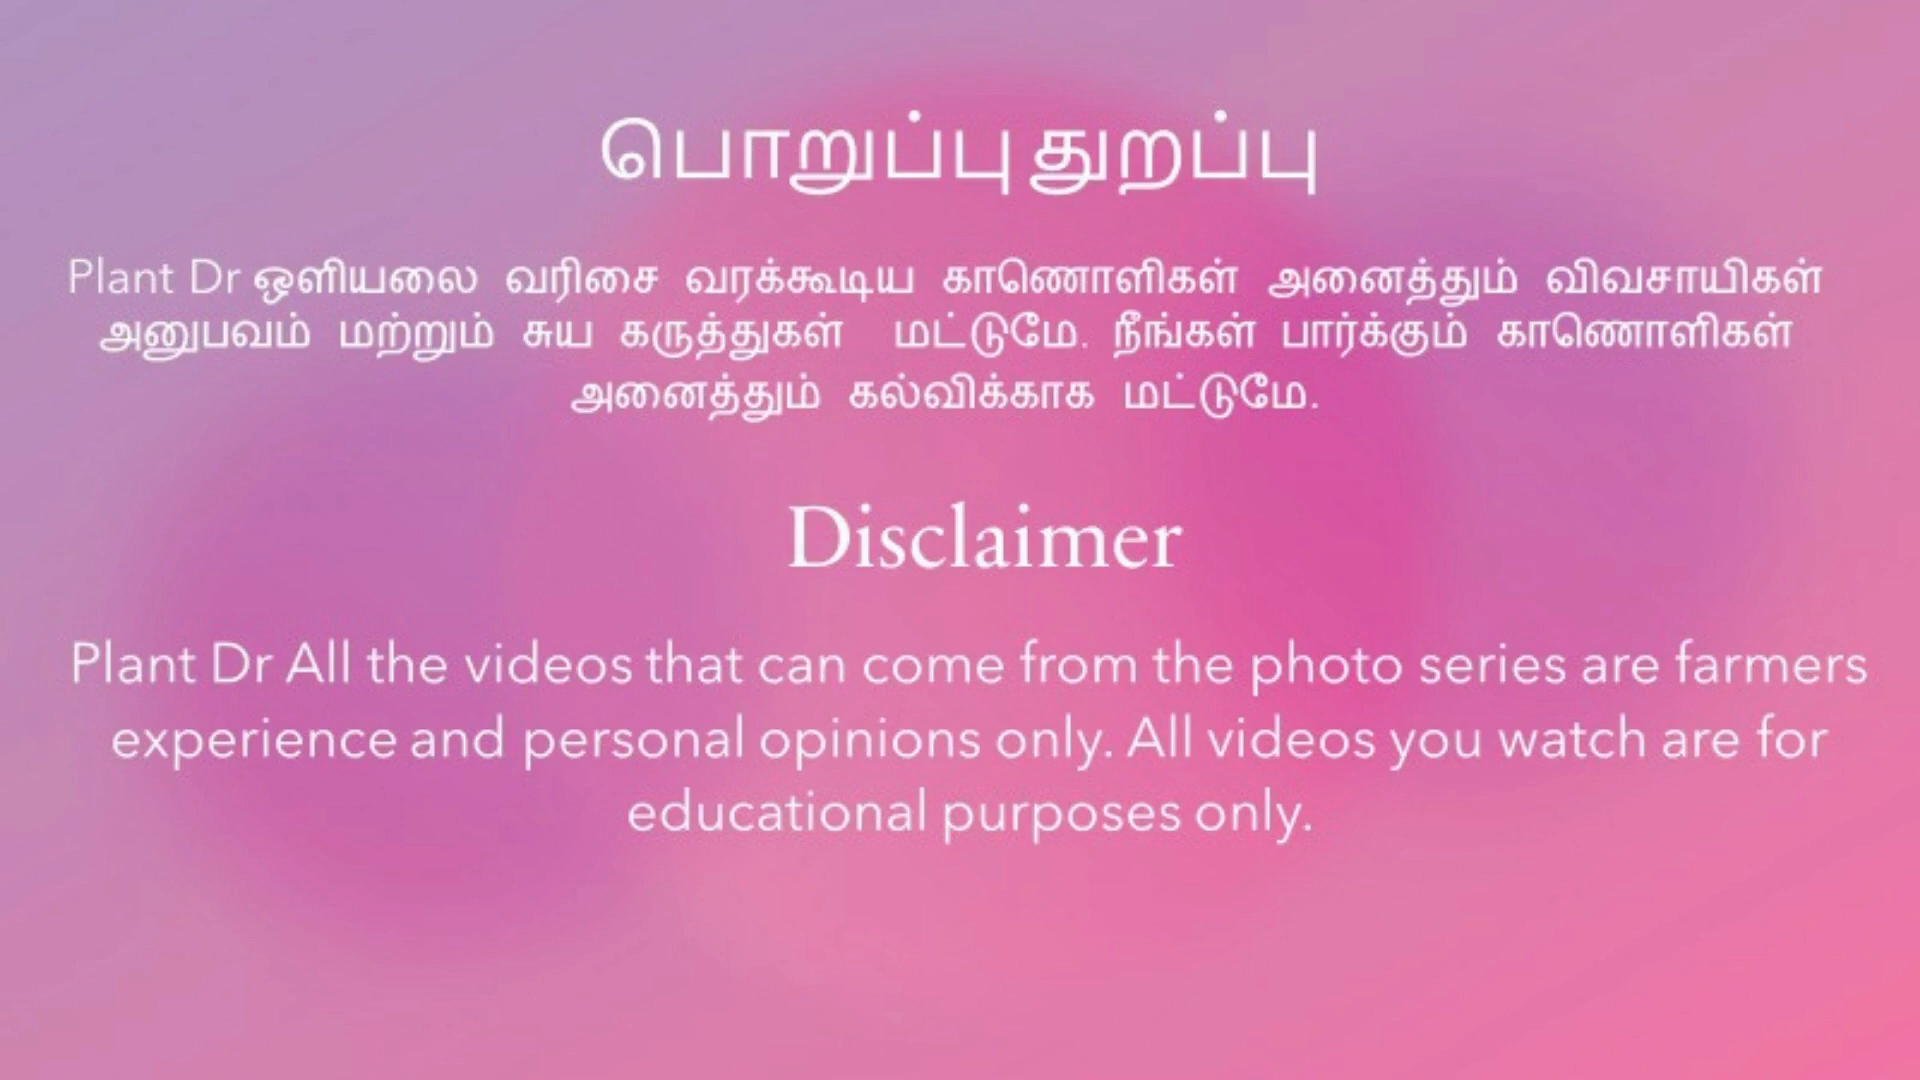 பொறுப்பு துறப்பு
Plant Dr ஒளியலை வரிசை வரக்கூடிய காணொளிகள் அனைத்தும் விவசாயிகள்
அனுபவம் மற்றும் சுய கருத்துகள் மட்டுமே. நீங்கள் பார்க்கும் காணொளிகள்
அனைத்தும் கல்விக்காக மட்டுமே.
Disclaimer
Plant Dr All the videos that can come from the photo series are farmers
experience and personal opinions only. All videos you watch are for
educational purposes only.